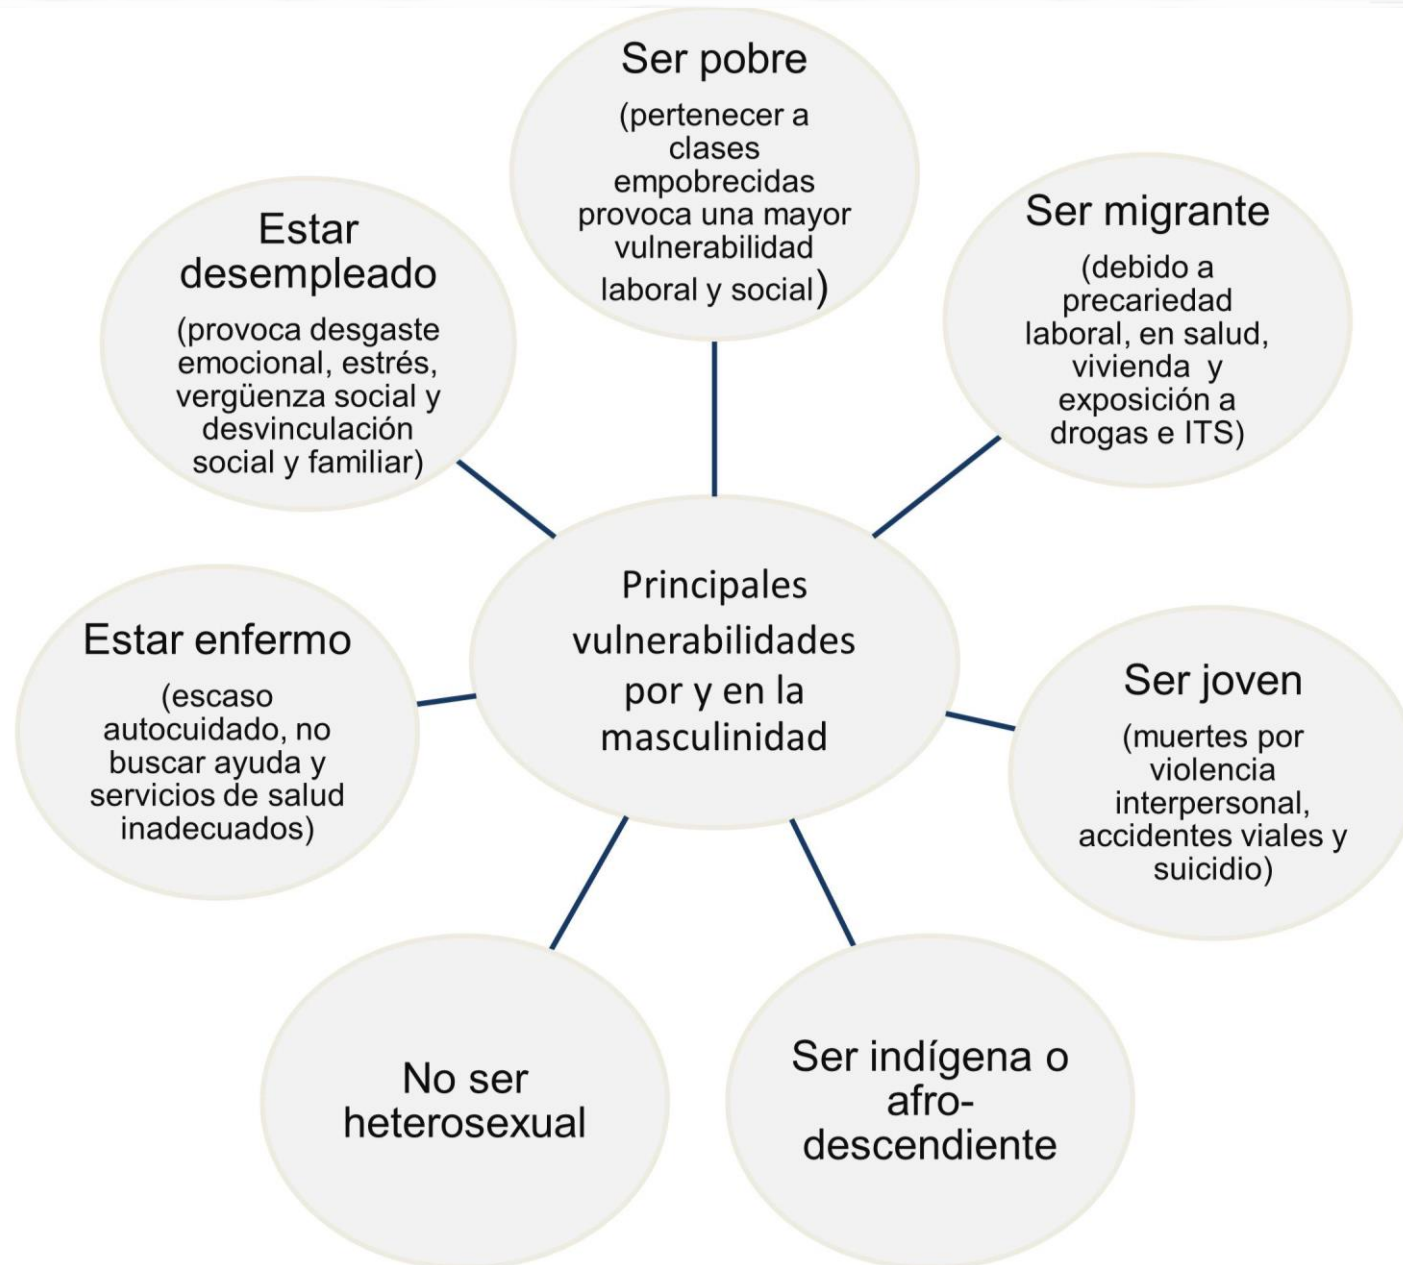 Ser pobre
(pertenecer a
clases
empobrecidas
provoca una mayor
vulnerabilidad
laboral y social)
Ser migrante
(debido a
precariedad
laboral, en salud,
vivienda y
exposición a
drogas e ITS)
Ser joven
(muertes por
violencia
interpersonal,
accidentes viales y
suicidio)
Ser indígena o
afro-
descendiente
No ser
heterosexual
Estar enfermo
(escaso
autocuidado, no
buscar ayuda y
servicios de salud
inadecuados)
Estar
desempleado
(provoca desgaste
emocional, estrés,
vergüenza social y
desvinculación
social y familiar)
Principales
vulnerabilidades
por y en la
masculinidad